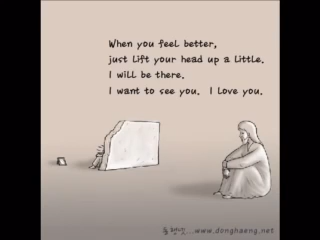 When you feel better,
just lift your head up a little.
I will be there.
I want to see you. I love you.
www.donghaeng.net